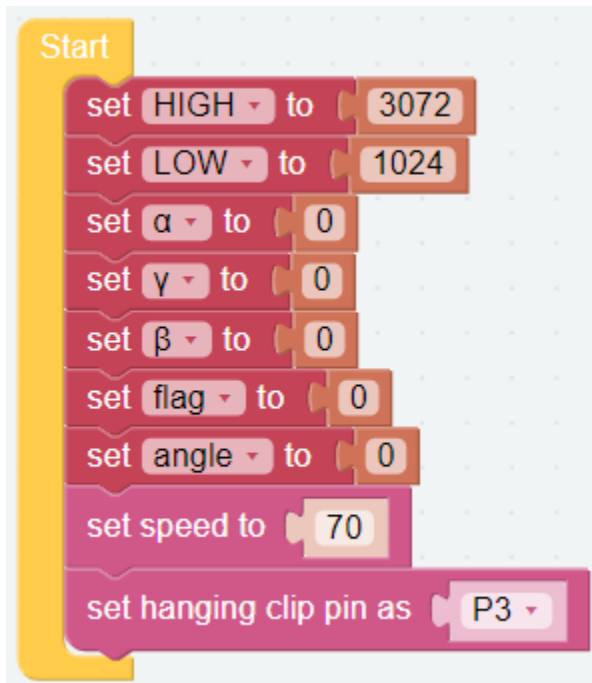 Start
set HIGH to 3072
set LOW to 1024
set α to 0
set γ to 0
set β to 0
set flag to 0
set angle to 0
set speed to 70
set hanging clip pin as P3